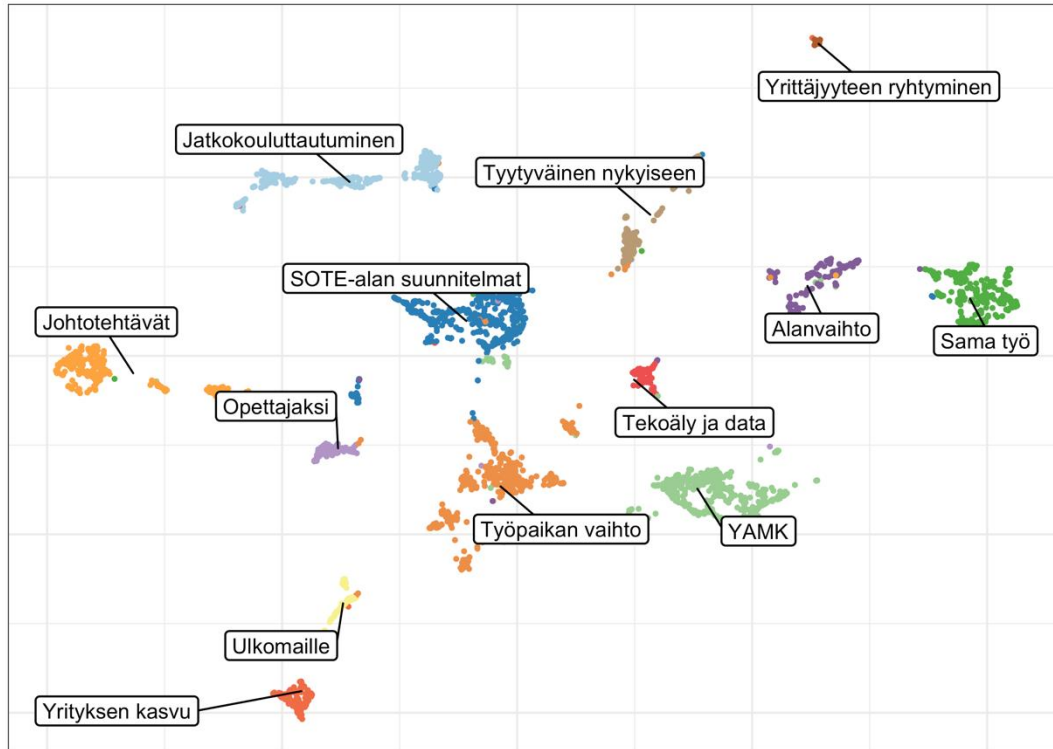 Yrittäjyyteen ryhtyminen
Jatkokouluttautuminen
Tyytyväinen nykyiseen
SOTE-alan suunnitelmat
Johtotehtävät
Alanvaihto
Sama työ
Opettajaksi
Tekoäly ja data
Työpaikan vaihto
YAMK
Ulkomaille
Yrityksen kasvu